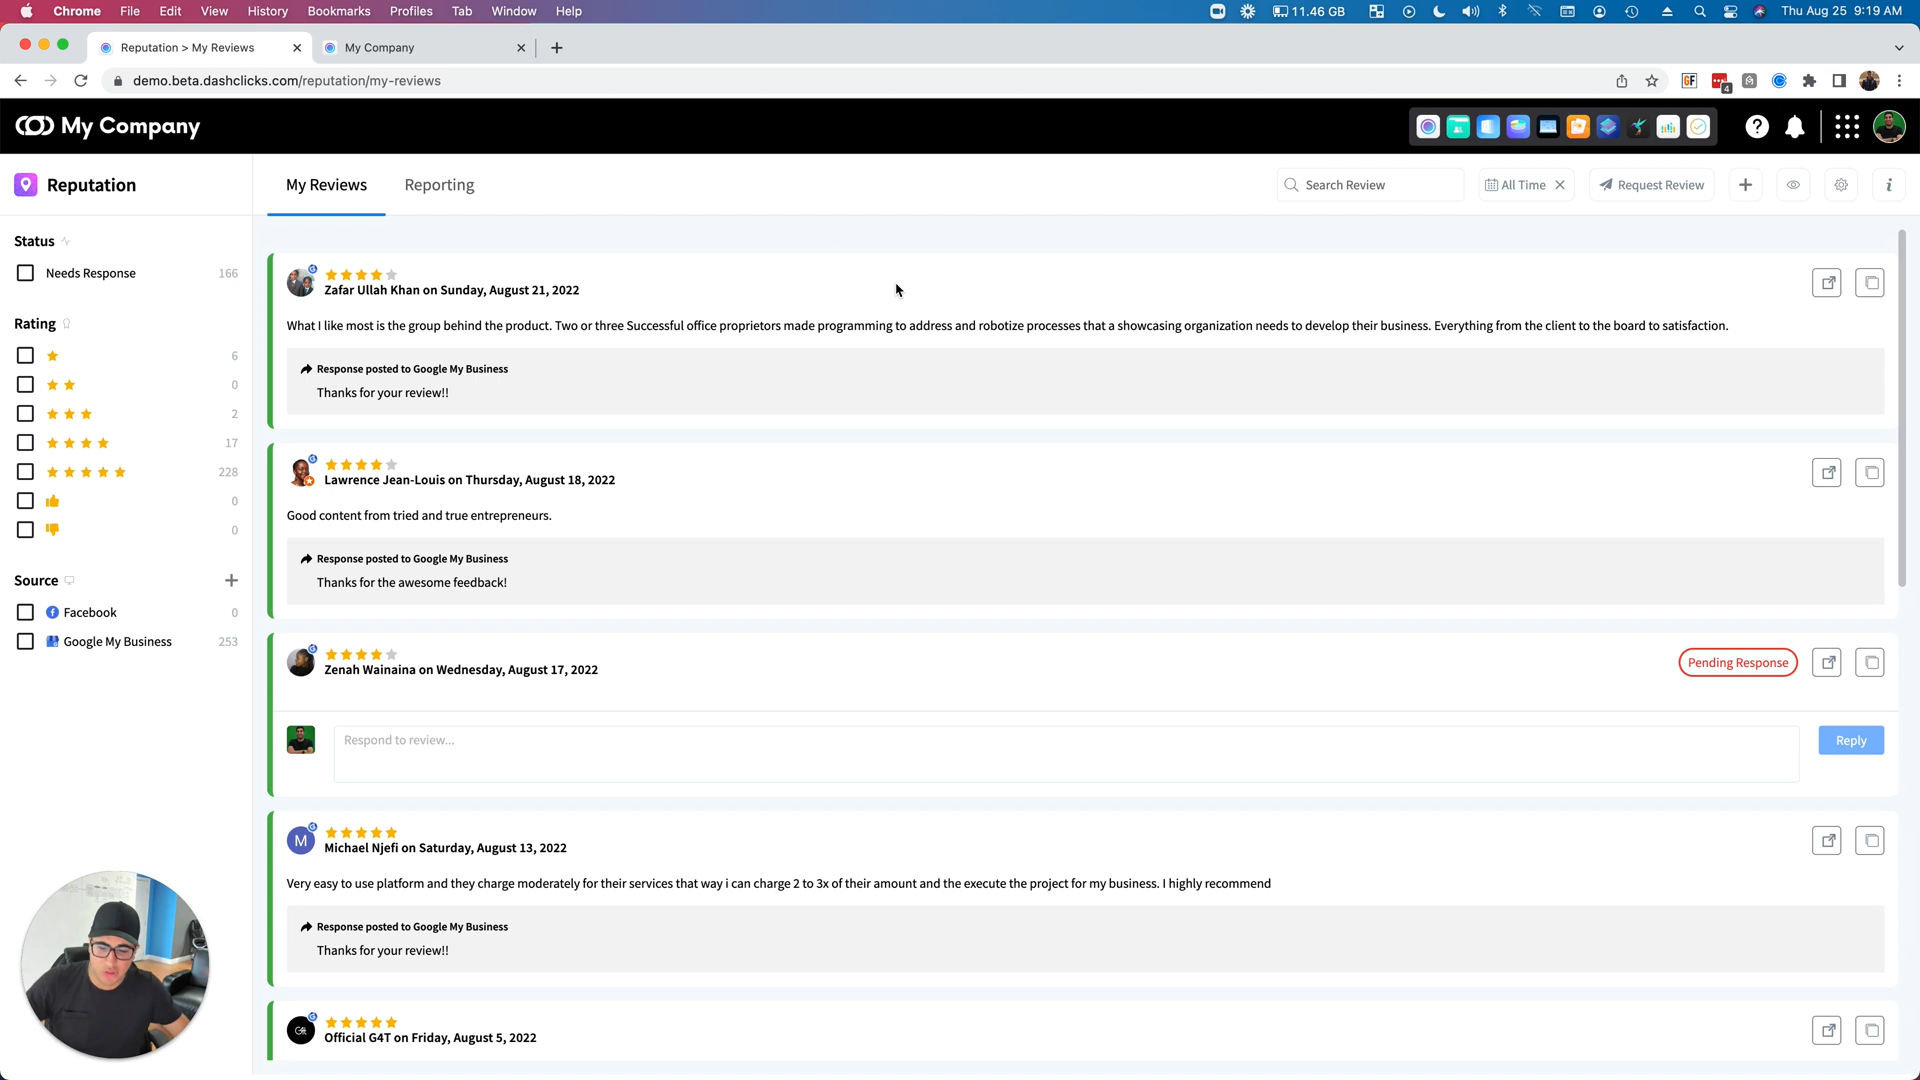 Chrome File Edit View History Bookmarks Profiles Tab Window Help 11.46 GB Thu Aug 25 9:19 AM
Reputation > My Reviews My Company
demo.beta.dashclicks.com/reputation/my-reviews GF 4
My Company
Reputation My Reviews Reporting Search Review All Time Request Review
Status
Needs Response 166
Rating
6
0
2
17
228
0
0
Source
Facebook 0
Google My Business 253
Zafar Ullah Khan on Sunday, August 21, 2022
What I like most is the group behind the product. Two or three Successful office proprietors made programming to address and robotize processes that a showcasing organization needs to develop their business. Everything from the client to the board to satisfaction.
Response posted to Google My Business
Thanks for your review!!
Lawrence Jean-Louis on Thursday, August 18, 2022
Good content from tried and true entrepreneurs.
Response posted to Google My Business
Thanks for the awesome feedback!
Zenah Wainaina on Wednesday, August 17, 2022
Pending Response
Respond to review...
Reply
M
Michael Njefi on Saturday, August 13, 2022
Very easy to use platform and they charge moderately for their services that way i can charge 2 to 3x of their amount and the execute the project for my business. I highly recommend
Response posted to Google My Business
Thanks for your review!!
Official G4T on Friday, August 5, 2022